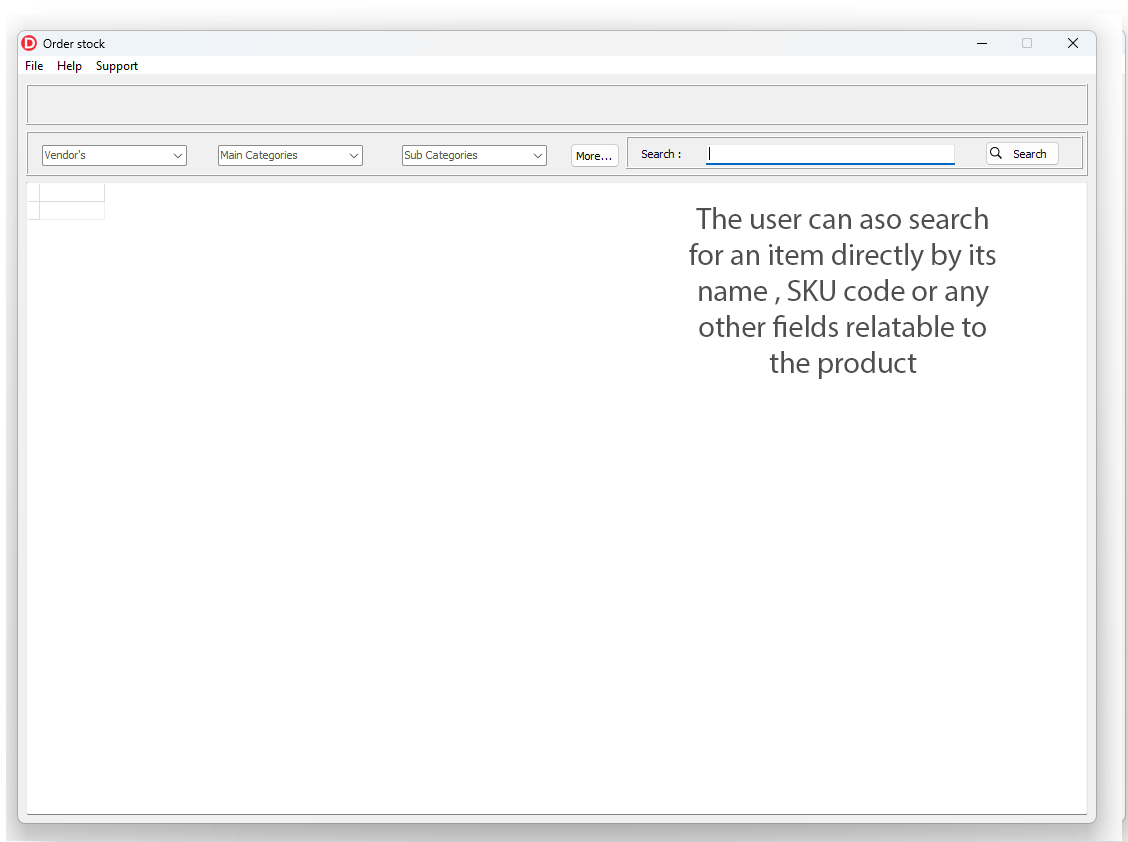 D Order stock
File Help Support
Vendor's Main Categories Sub Categories More... Search : Search
The user can aso search
for an item directly by its
name , SKU code or any
other fields relatable to
the product